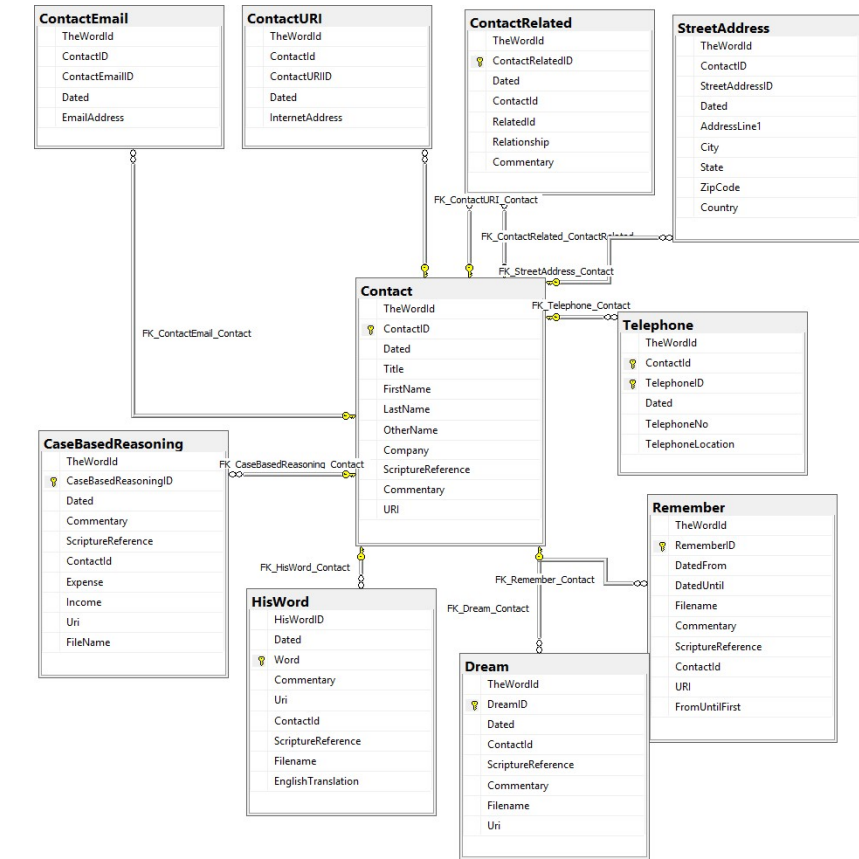 ContactEmail
TheWordId
ContactID
ContactEmailID
Dated
EmailAddress
ContactURI
TheWordId
ContactId
ContactURIID
Dated
InternetAddress
ContactRelated
TheWordId
ContactRelatedID
Dated
ContactId
RelatedId
Relationship
Commentary
StreetAddress
TheWordId
ContactID
StreetAddressID
Dated
AddressLine1
City
State
ZipCode
Country
FK_ContactURI_Contact
FK_ContactRelated_ContactRelated
FK_StreetAddress_Contact
FK_Telephone_Contact
FK_ContactEmail_Contact
Contact
TheWordId
ContactID
Dated
Title
FirstName
LastName
OtherName
Company
ScriptureReference
Commentary
URI
Telephone
TheWordId
ContactId
TelephoneID
Dated
TelephoneNo
TelephoneLocation
CaseBasedReasoning
TheWordId
CaseBasedReasoningID
Dated
Commentary
ScriptureReference
ContactId
Expense
Income
Uri
FileName
FK_CaseBasedReasoning_Contact
FK_HisWord_Contact
FK_Remember_Contact
FK_Dream_Contact
HisWord
HisWordID
Dated
Word
Commentary
Uri
ContactId
ScriptureReference
Filename
EnglishTranslation
Remember
TheWordId
RememberID
DatedFrom
DatedUntil
Filename
Commentary
ScriptureReference
ContactId
URI
FromUntilFirst
Dream
TheWordId
DreamID
Dated
ContactId
ScriptureReference
Commentary
Filename
Uri